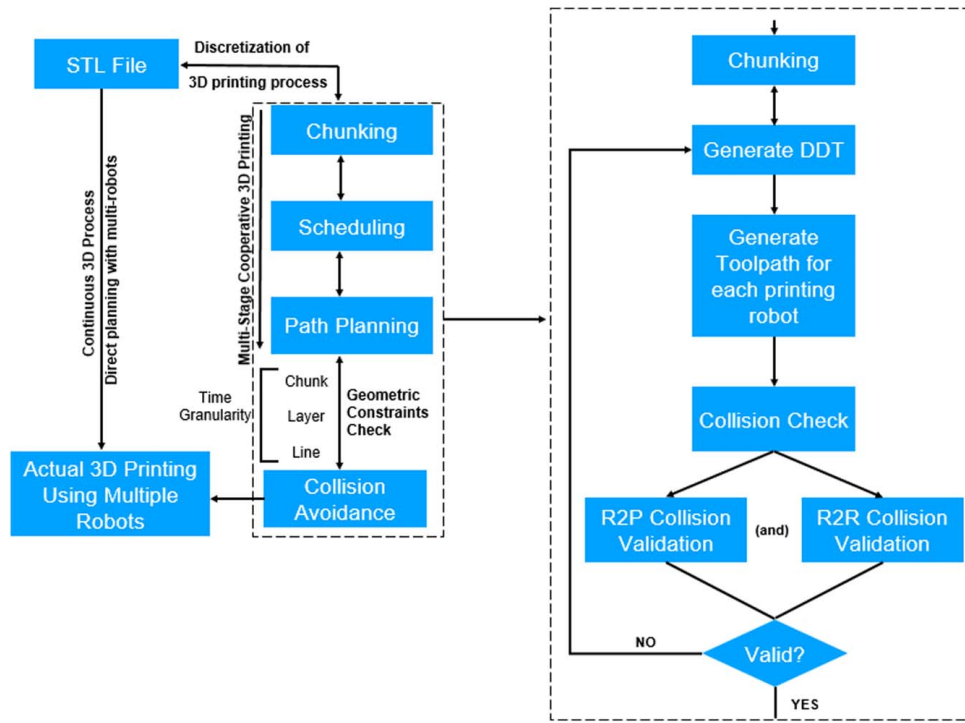 STL File
Discretization of
3D printing process
Continuous 3D Process
Direct planning with multi-robots
Multi-Stage Cooperative 3D Printing
Chunking
Scheduling
Path Planning
Time
Granularity
Chunk
Layer
Line
Geometric
Constraints
Check
Collision
Avoidance
Actual 3D Printing
Using Multiple
Robots
Chunking
Generate DDT
Generate
Toolpath for
each printing
robot
Collision Check
R2P Collision
Validation
(and)
R2R Collision
Validation
Valid?
NO
YES